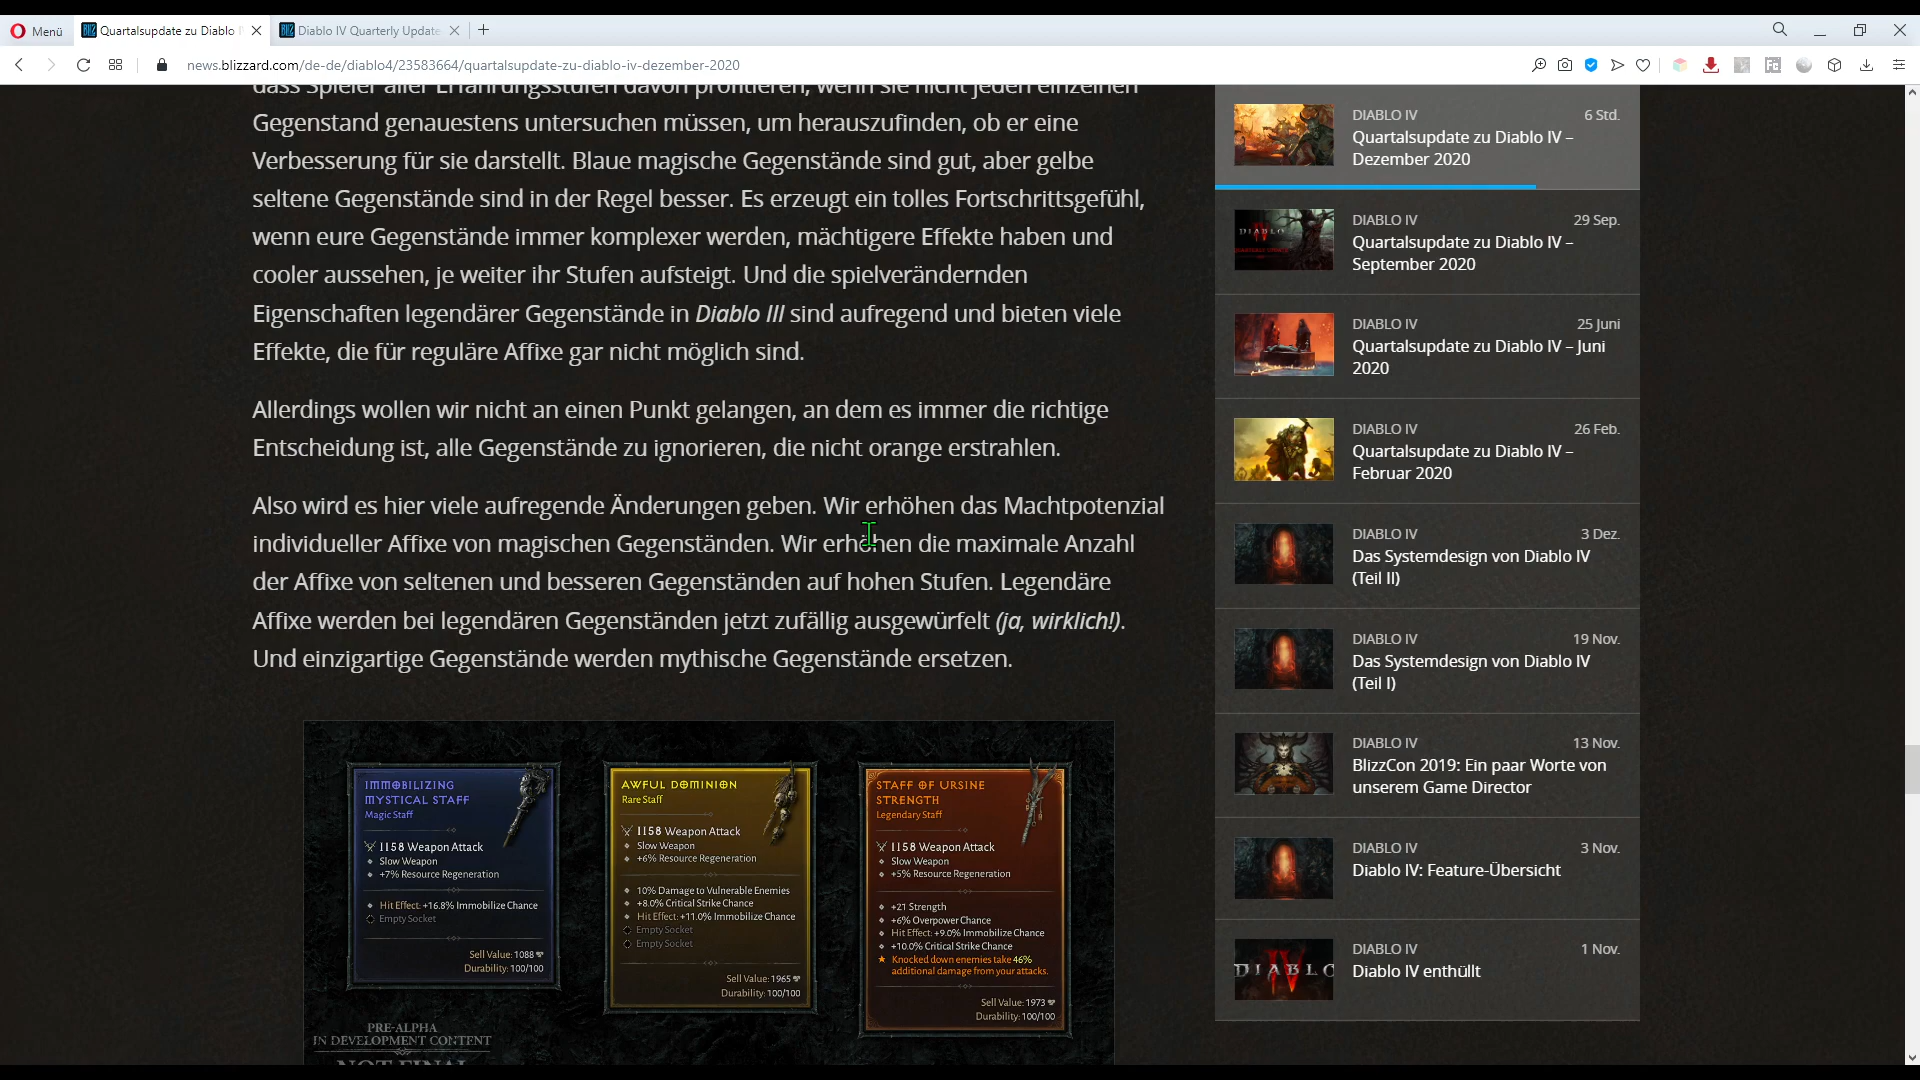 Menü
Quartalsupdate zu Diablo
Diablo IV Quarterly Update
news.blizzard.com/de-de/diablo4/23583664/quartalsupdate-zu-diablo-iv-dezember-2020
dass Spieler aller Erfahrungsstufen davon profitieren, wenn sie nicht jeden einzelnen
Gegenstand genauestens untersuchen müssen, um herauszufinden, ob er eine
Verbesserung für sie darstellt. Blaue magische Gegenstände sind gut, aber gelbe
seltene Gegenstände sind in der Regel besser. Es erzeugt ein tolles Fortschrittsgefühl,
wenn eure Gegenstände immer komplexer werden, mächtigere Effekte haben und
cooler aussehen, je weiter ihr Stufen aufsteigt. Und die spielverändernden
Eigenschaften legendärer Gegenstände in Diablo III sind aufregend und bieten viele
Effekte, die für reguläre Affixe gar nicht möglich sind.
Allerdings wollen wir nicht an einen Punkt gelangen, an dem es immer die richtige
Entscheidung ist, alle Gegenstände zu ignorieren, die nicht orange erstrahlen.
Also wird es hier viele aufregende Änderungen geben. Wir erhöhen das Machtpotenzial
individueller Affixe von magischen Gegenständen. Wir erhöhen die maximale Anzahl
der Affixe von seltenen und besseren Gegenständen auf hohen Stufen. Legendäre
Affixe werden bei legendären Gegenständen jetzt zufällig ausgewürfelt (ja, wirklich!).
Und einzigartige Gegenstände werden mythische Gegenstände ersetzen.
IMMOBILIZING
MYSTICAL STAFF
Magic Staff
1158 Weapon Attack
Slow Weapon
+7% Resource Regeneration
Hit Effect: +16.8% Immobilize Chance
Empty Socket
Sell Value: 1088
Durability: 100/100
AWFUL DOMINION
Rare Staff
1158 Weapon Attack
Slow Weapon
+6% Resource Regeneration
10% Damage to Vulnerable Enemies
+8.0% Critical Strike Chance
Hit Effect: +11.0% Immobilize Chance
Empty Socket
Empty Socket
Sell Value: 1965
Durability: 100/100
STAFF OF URSINE
STRENGTH
Legendary Staff
1158 Weapon Attack
Slow Weapon
+5% Resource Regeneration
+21 Strength
+6% Overpower Chance
Hit Effect: +9.0% Immobilize Chance
+10.0% Critical Strike Chance
Knocked down enemies take 46%
additional damage from your attacks.
Sell Value: 1973
Durability: 100/100
PRE-ALPHA
IN DEVELOPMENT CONTENT
NOT FINAL
DIABLO IV 6 Std.
Quartalsupdate zu Diablo IV –
Dezember 2020
DIABLO IV 29 Sep.
Quartalsupdate zu Diablo IV –
September 2020
DIABLO IV 25 Juni
Quartalsupdate zu Diablo IV – Juni
2020
DIABLO IV 26 Feb.
Quartalsupdate zu Diablo IV –
Februar 2020
DIABLO IV 3 Dez.
Das Systemdesign von Diablo IV
(Teil II)
DIABLO IV 19 Nov.
Das Systemdesign von Diablo IV
(Teil I)
DIABLO IV 13 Nov.
BlizzCon 2019: Ein paar Worte von
unserem Game Director
DIABLO IV 3 Nov.
Diablo IV: Feature-Übersicht
DIABLO IV 1 Nov.
Diablo IV enthüllt